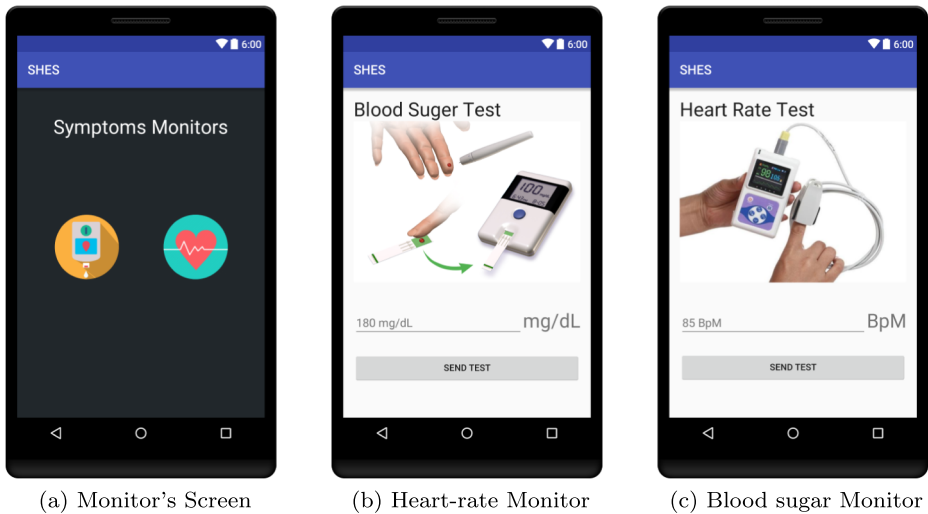 6:00
SHES
Symptoms Monitors
6:00
SHES
Blood Suger Test
100
180 mg/dL mg/dL
SEND TEST
6:00
SHES
Heart Rate Test
98
85 BpM BpM
SEND TEST
(a) Monitor's Screen
(b) Heart-rate Monitor
(c) Blood sugar Monitor